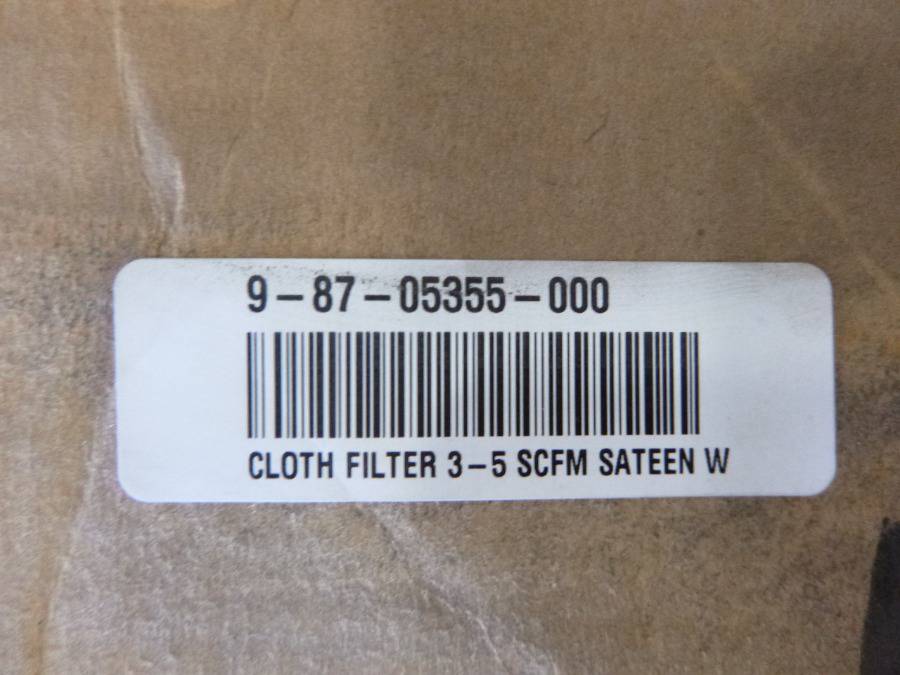 9-87-05355-000
CLOTH FILTER 3-5 SCFM SATEEN W